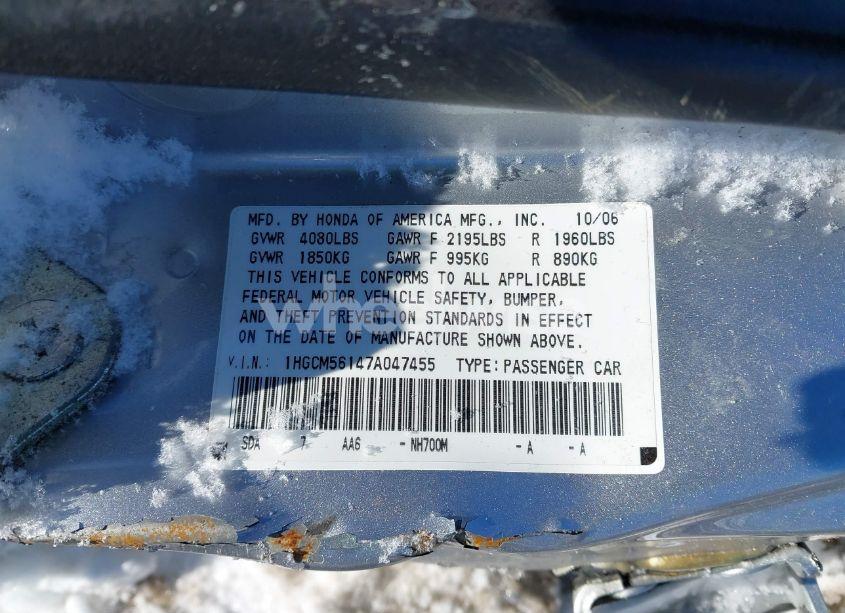 MFD. BY HONDA OF AMERICA MFG., INC. 10/06
GVWR 4080LBS GAWR F 2195LBS R 1960LBS
GVWR 1850KG GAWR F 995KG R 890KG
THIS VEHICLE CONFORMS TO ALL APPLICABLE
FEDERAL MOTOR VEHICLE SAFETY, BUMPER,
AND THEFT PREVENTION STANDARDS IN EFFECT
ON THE DATE OF MANUFACTURE SHOWN ABOVE.
V.I.N.: 1HGCM56147A047455 TYPE: PASSENGER CAR
SDA 7 AA6 - NH700M - A - A